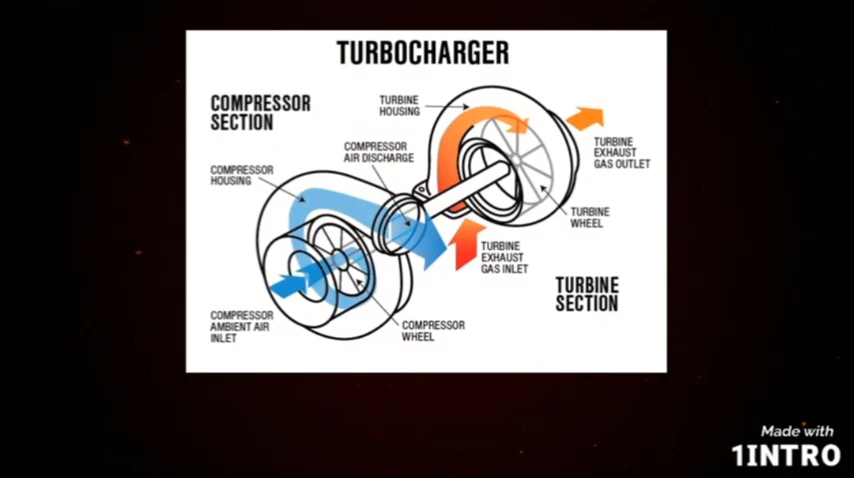 TURBOCHARGER
COMPRESSOR
SECTION
TURBINE
HOUSING
COMPRESSOR
AIR DISCHARGE
TURBINE
EXHAUST
GAS OUTLET
COMPRESSOR
HOUSING
TURBINE
WHEEL
TURBINE
EXHAUST
GAS INLET
TURBINE
SECTION
COMPRESSOR
AMBIENT AIR
INLET
COMPRESSOR
WHEEL
Made with
1INTRO